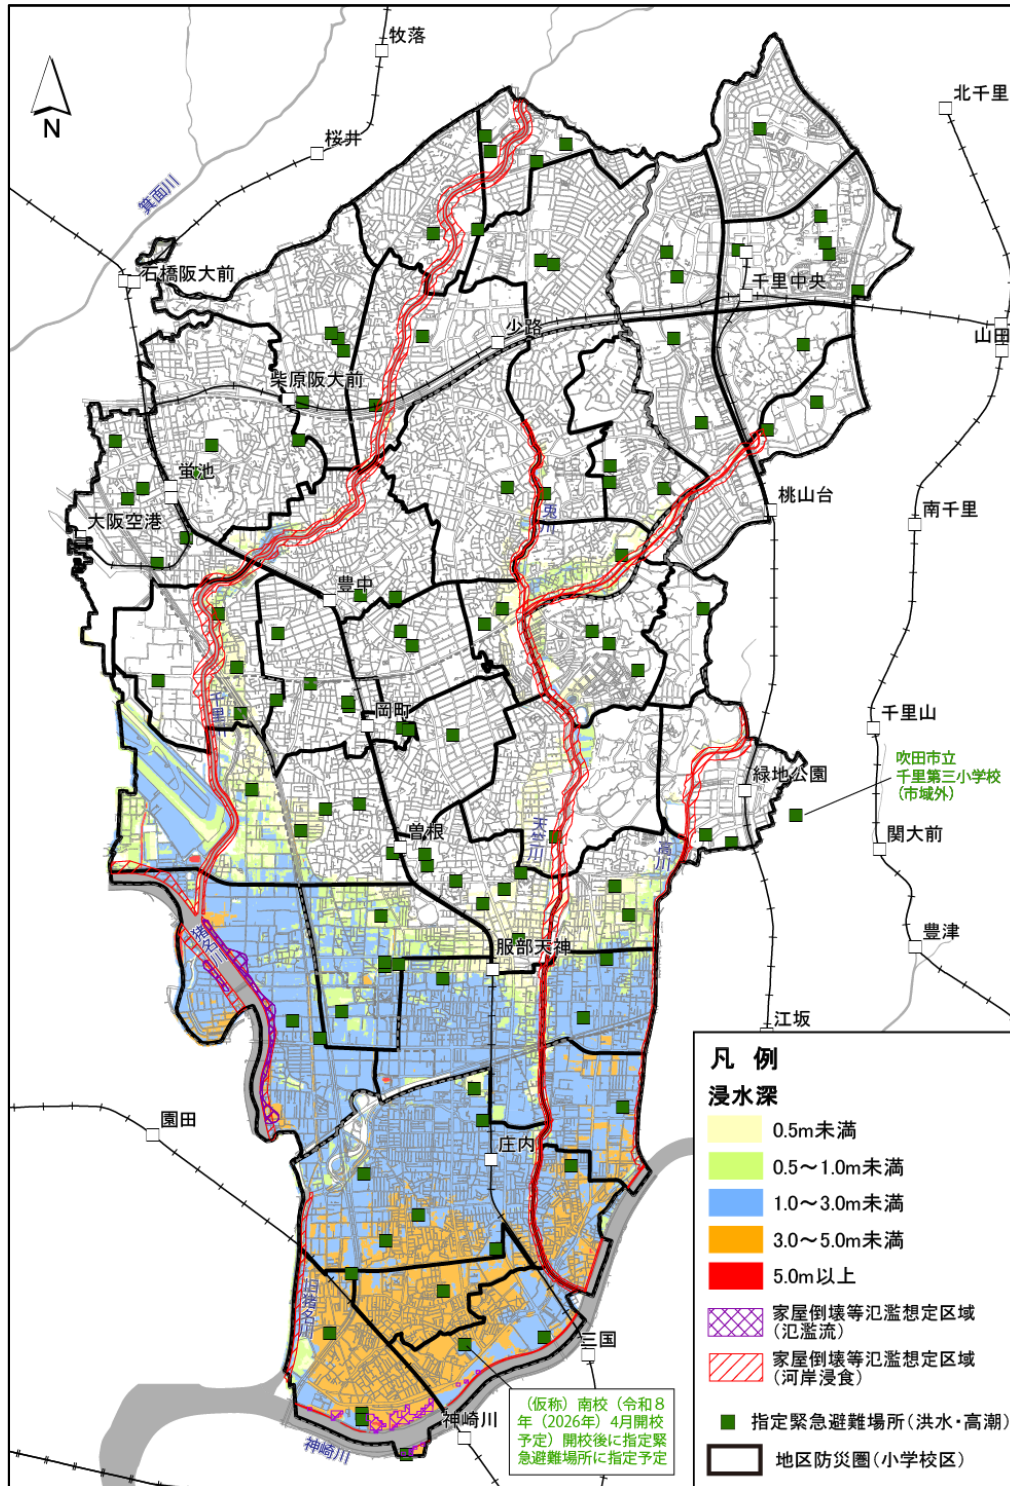 牧落
北千里
N
桜井
箕面川
石橋阪大前
千里中央
少路
山田
柴原阪大前
蛍池
桃山台
大阪空港
兎川
南千里
豊中
千里川
岡町
千里山
緑地公園
吹田市立
千里第三小学校
(市域外)
曽根
天竺川
高川
関大前
猪名川
服部天神
豊津
江坂
園田
庄内
旧猪名川
三国
神崎川
神崎川
(仮称)南校(令和8
年(2026年)4月開校
予定)開校後に指定緊
急避難場所に指定予定
凡 例
浸水深
0.5m未満
0.5～1.0m未満
1.0～3.0m未満
3.0～5.0m未満
5.0m以上
家屋倒壊等氾濫想定区域
(氾濫流)
家屋倒壊等氾濫想定区域
(河岸浸食)
指定緊急避難場所(洪水・高潮)
地区防災圏(小学校区)